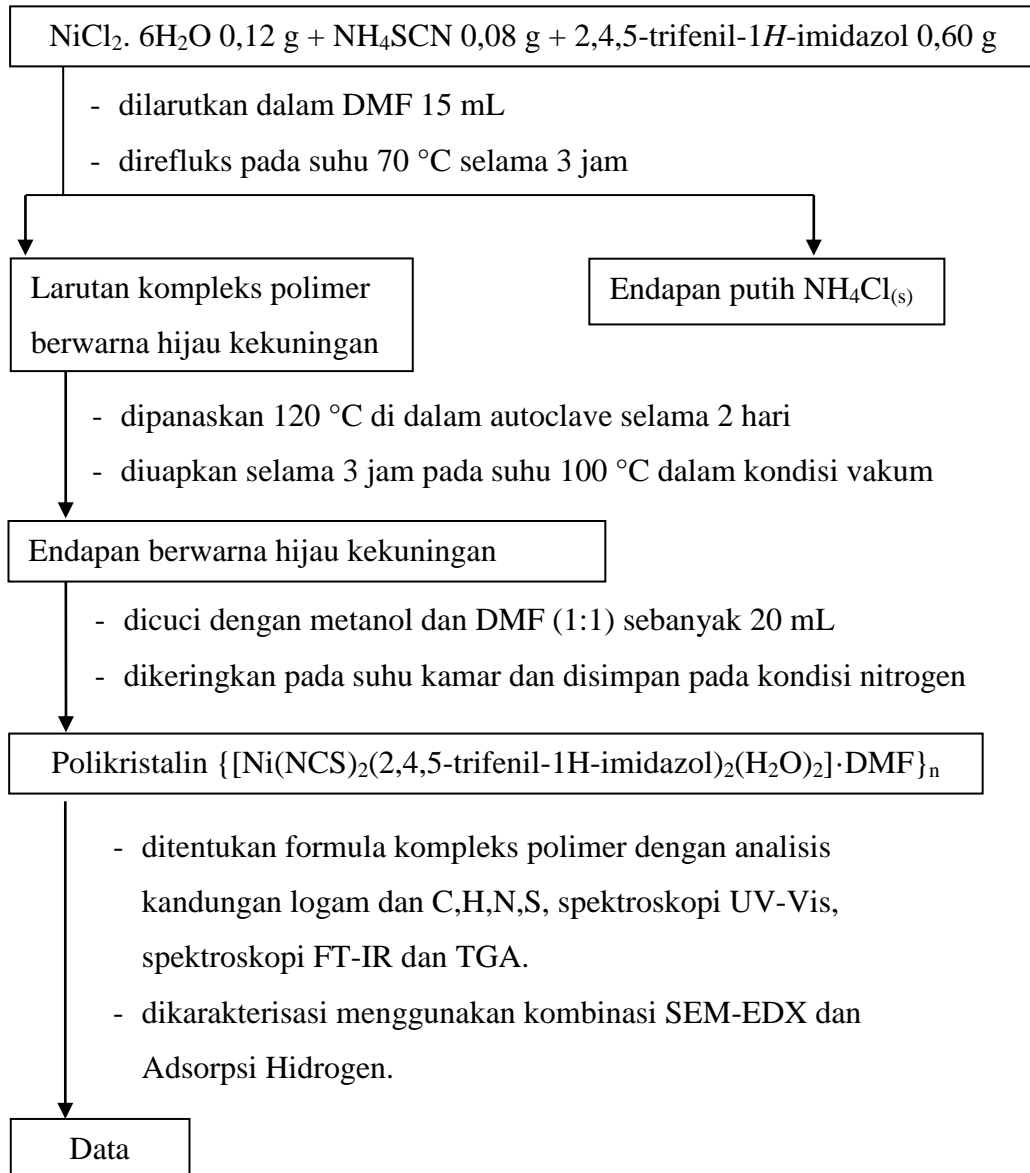 NiCl₂. 6H₂O 0,12 g + NH₄SCN 0,08 g + 2,4,5-trifenil-1H-imidazol 0,60 g
- dilarutkan dalam DMF 15 mL
- direfluks pada suhu 70 °C selama 3 jam
Larutan kompleks polimer
berwarna hijau kekuningan
Endapan putih NH₄Cl₍s₎
- dipanaskan 120 °C di dalam autoclave selama 2 hari
- diuapkan selama 3 jam pada suhu 100 °C dalam kondisi vakum
Endapan berwarna hijau kekuningan
- dicuci dengan metanol dan DMF (1:1) sebanyak 20 mL
- dikeringkan pada suhu kamar dan disimpan pada kondisi nitrogen
Polikristalin {[Ni(NCS)₂(2,4,5-trifenil-1H-imidazol)₂(H₂O)₂]·DMF}ₙ
- ditentukan formula kompleks polimer dengan analisis
kandungan logam dan C,H,N,S, spektroskopi UV-Vis,
spektroskopi FT-IR dan TGA.
- dikarakterisasi menggunakan kombinasi SEM-EDX dan
Adsorpsi Hidrogen.
Data